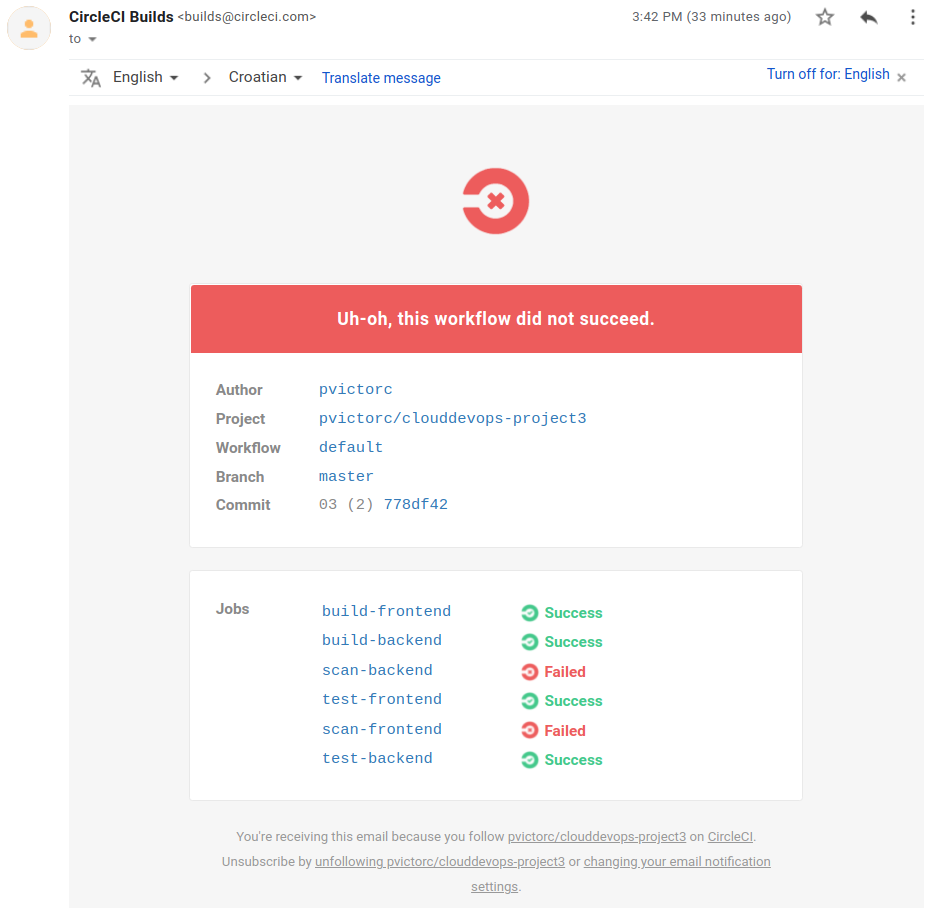 CircleCI Builds <builds@circleci.com> 3:42 PM (33 minutes ago)
to
English Croatian Translate message Turn off for: English
Uh-oh, this workflow did not succeed.
Author pvictorc
Project pvictorc/clouddevops-project3
Workflow default
Branch master
Commit 03 (2) 778df42
Jobs build-frontend Success
build-backend Success
scan-backend Failed
test-frontend Success
scan-frontend Failed
test-backend Success
You're receiving this email because you follow pvictorc/clouddevops-project3 on CircleCI.
Unsubscribe by unfollowing pvictorc/clouddevops-project3 or changing your email notification
settings.